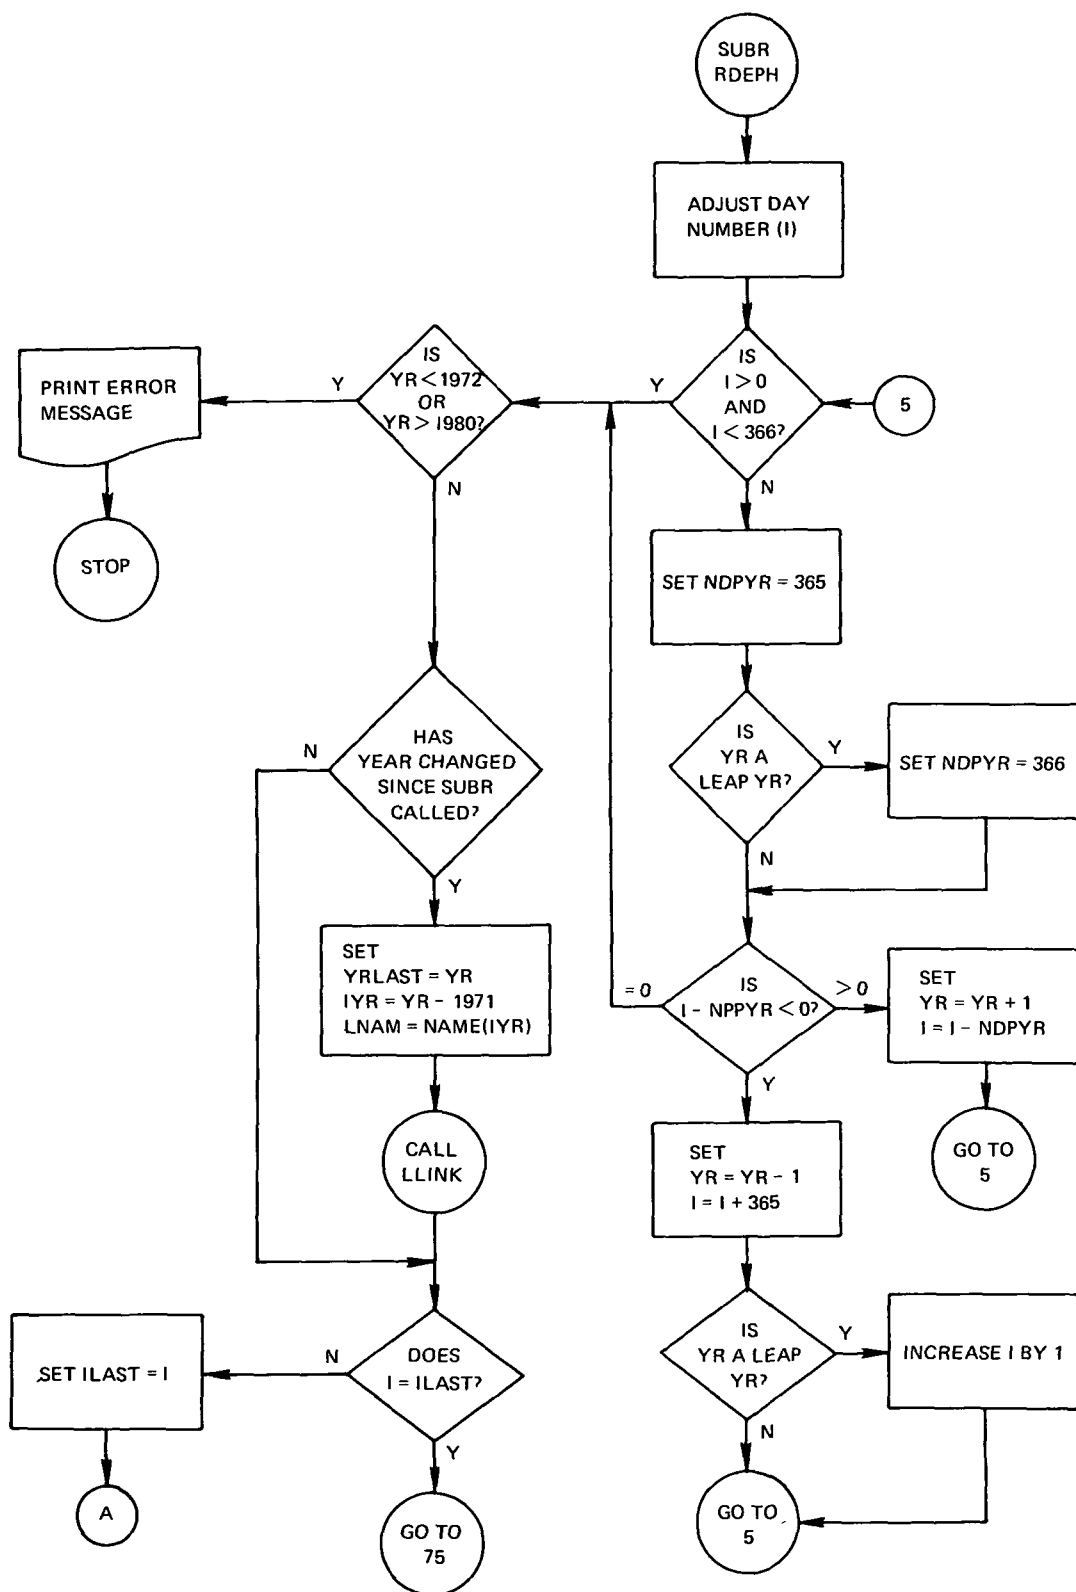 SUBR
RDEPH
ADJUST DAY
NUMBER (I)
IS
I > 0
AND
I < 366?
5
Y
N
IS
YR < 1972
OR
YR > 1980?
Y
N
PRINT ERROR
MESSAGE
STOP
SET NDPYR = 365
IS
YR A
LEAP YR?
Y
N
SET NDPYR = 366
HAS
YEAR CHANGED
SINCE SUBR
CALLED?
N
Y
SET
YRLAST = YR
IYR = YR - 1971
LNAM = NAME(IYR)
CALL
LLINK
IS
I - NPPYR < 0?
= 0
> 0
Y
SET
YR = YR + 1
I = I - NDPYR
GO TO
5
SET
YR = YR - 1
I = I + 365
IS
YR A LEAP
YR?
Y
N
INCREASE I BY 1
GO TO
5
DOES
I = ILAST?
N
Y
SET ILAST = I
A
GO TO
75